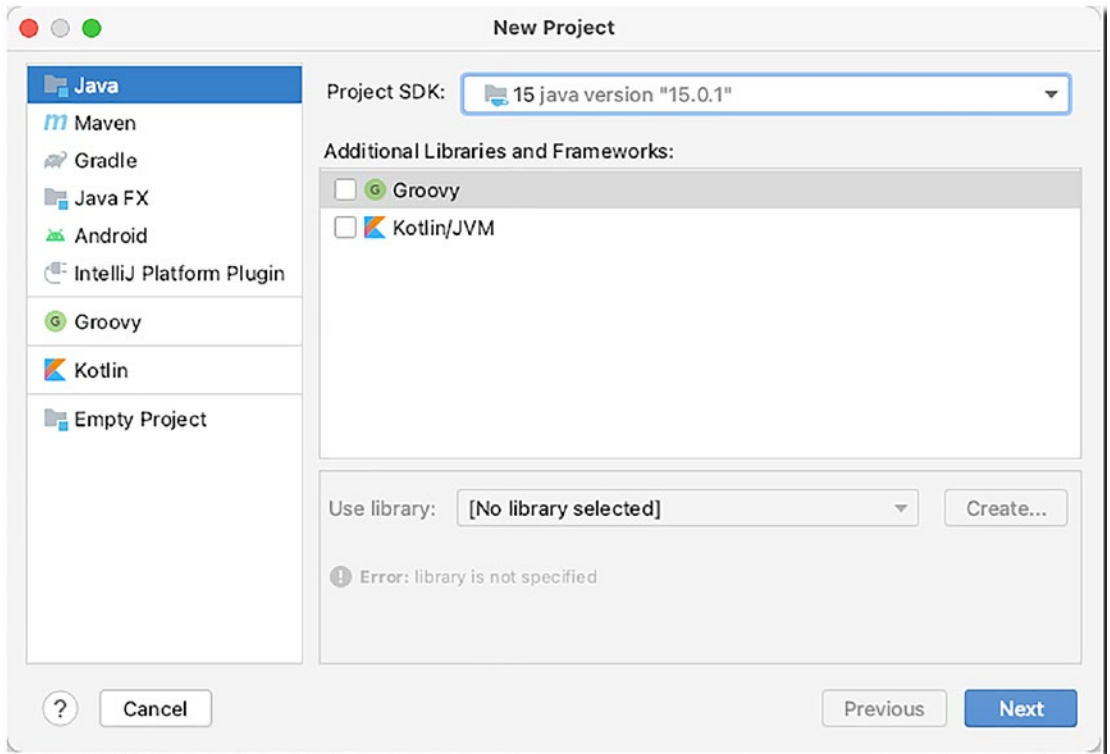 New Project
Java
Maven
Gradle
Java FX
Android
IntelliJ Platform Plugin
Groovy
Kotlin
Empty Project
Project SDK: 15 java version "15.0.1"
Additional Libraries and Frameworks:
G Groovy
Kotlin/JVM
Use library: [No library selected] Create...
Error: library is not specified
? Cancel Previous Next